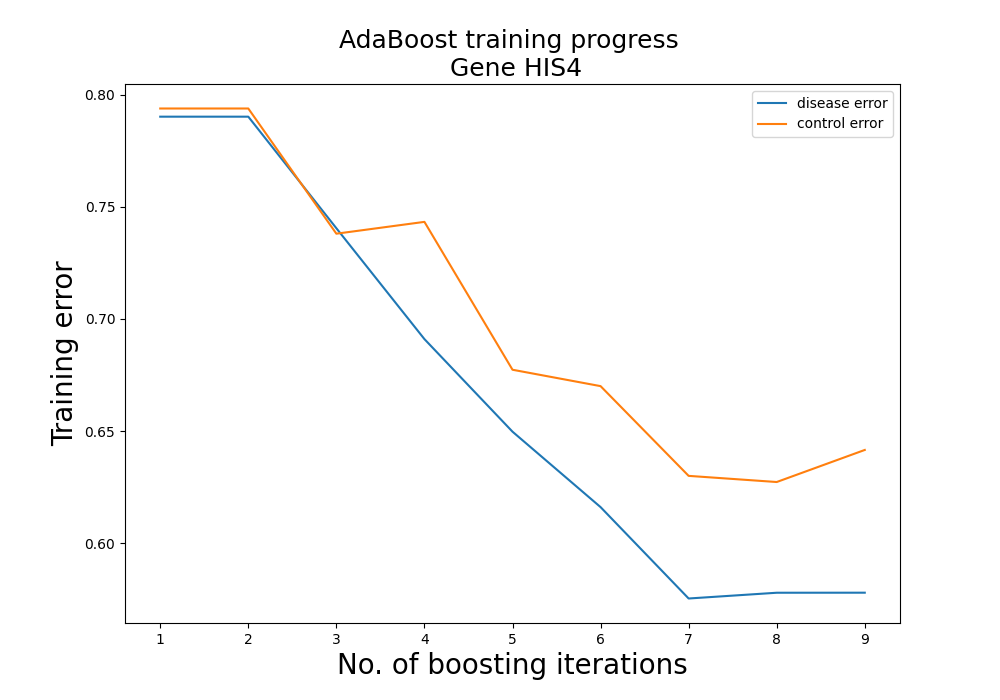 AdaBoost training progress
Gene HIS4
disease error
control error
Training error
0.80
0.75
0.70
0.65
0.60
1 2 3 4 5 6 7 8 9
No. of boosting iterations